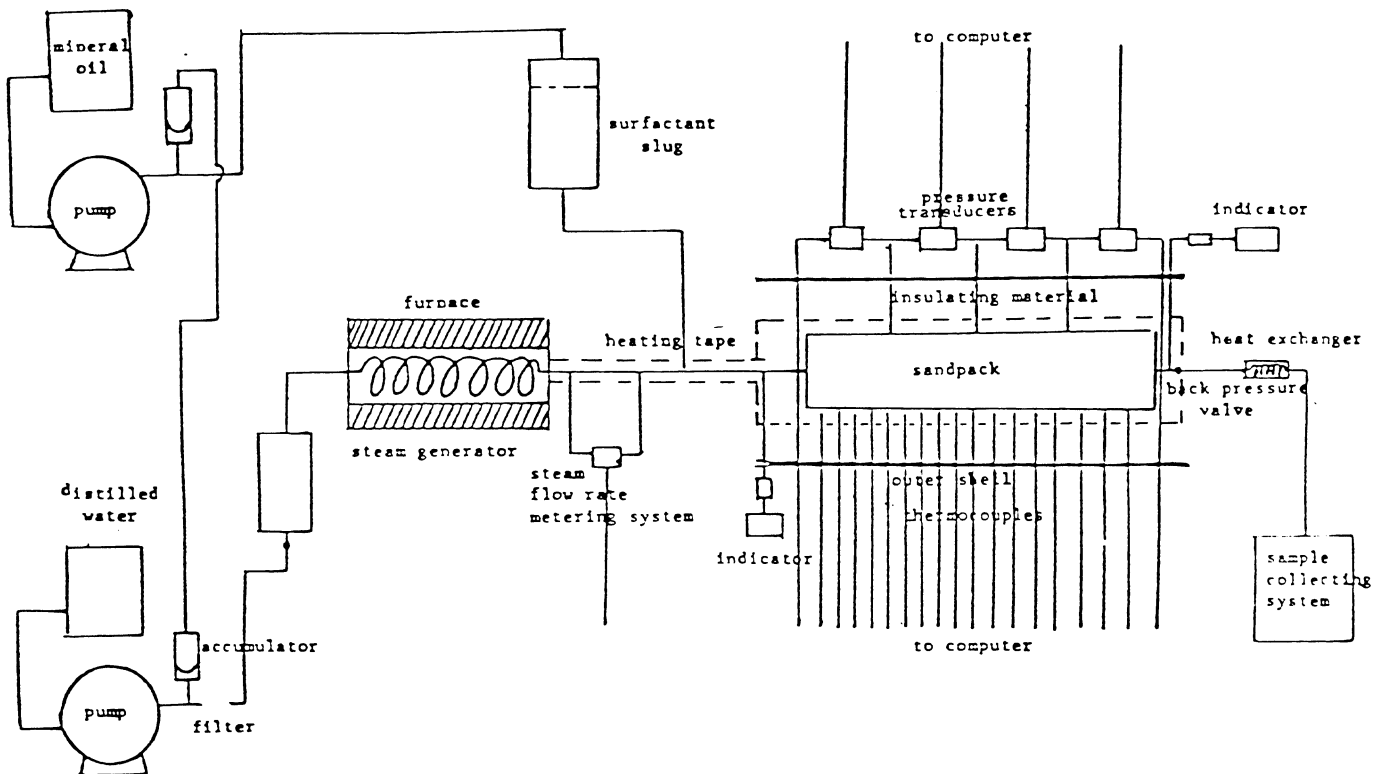 mineral
oil
pump
surfactant
slug
to computer
pressure
transducers
indicator
furnace
insulating material
heating tape
heat exchanger
sandpack
back pressure
valve
steam generator
steam
flow rate
metering system
outer shell
thermocouples
indicator
distilled
water
sample
collecting
system
accumulator
to computer
pump
filter